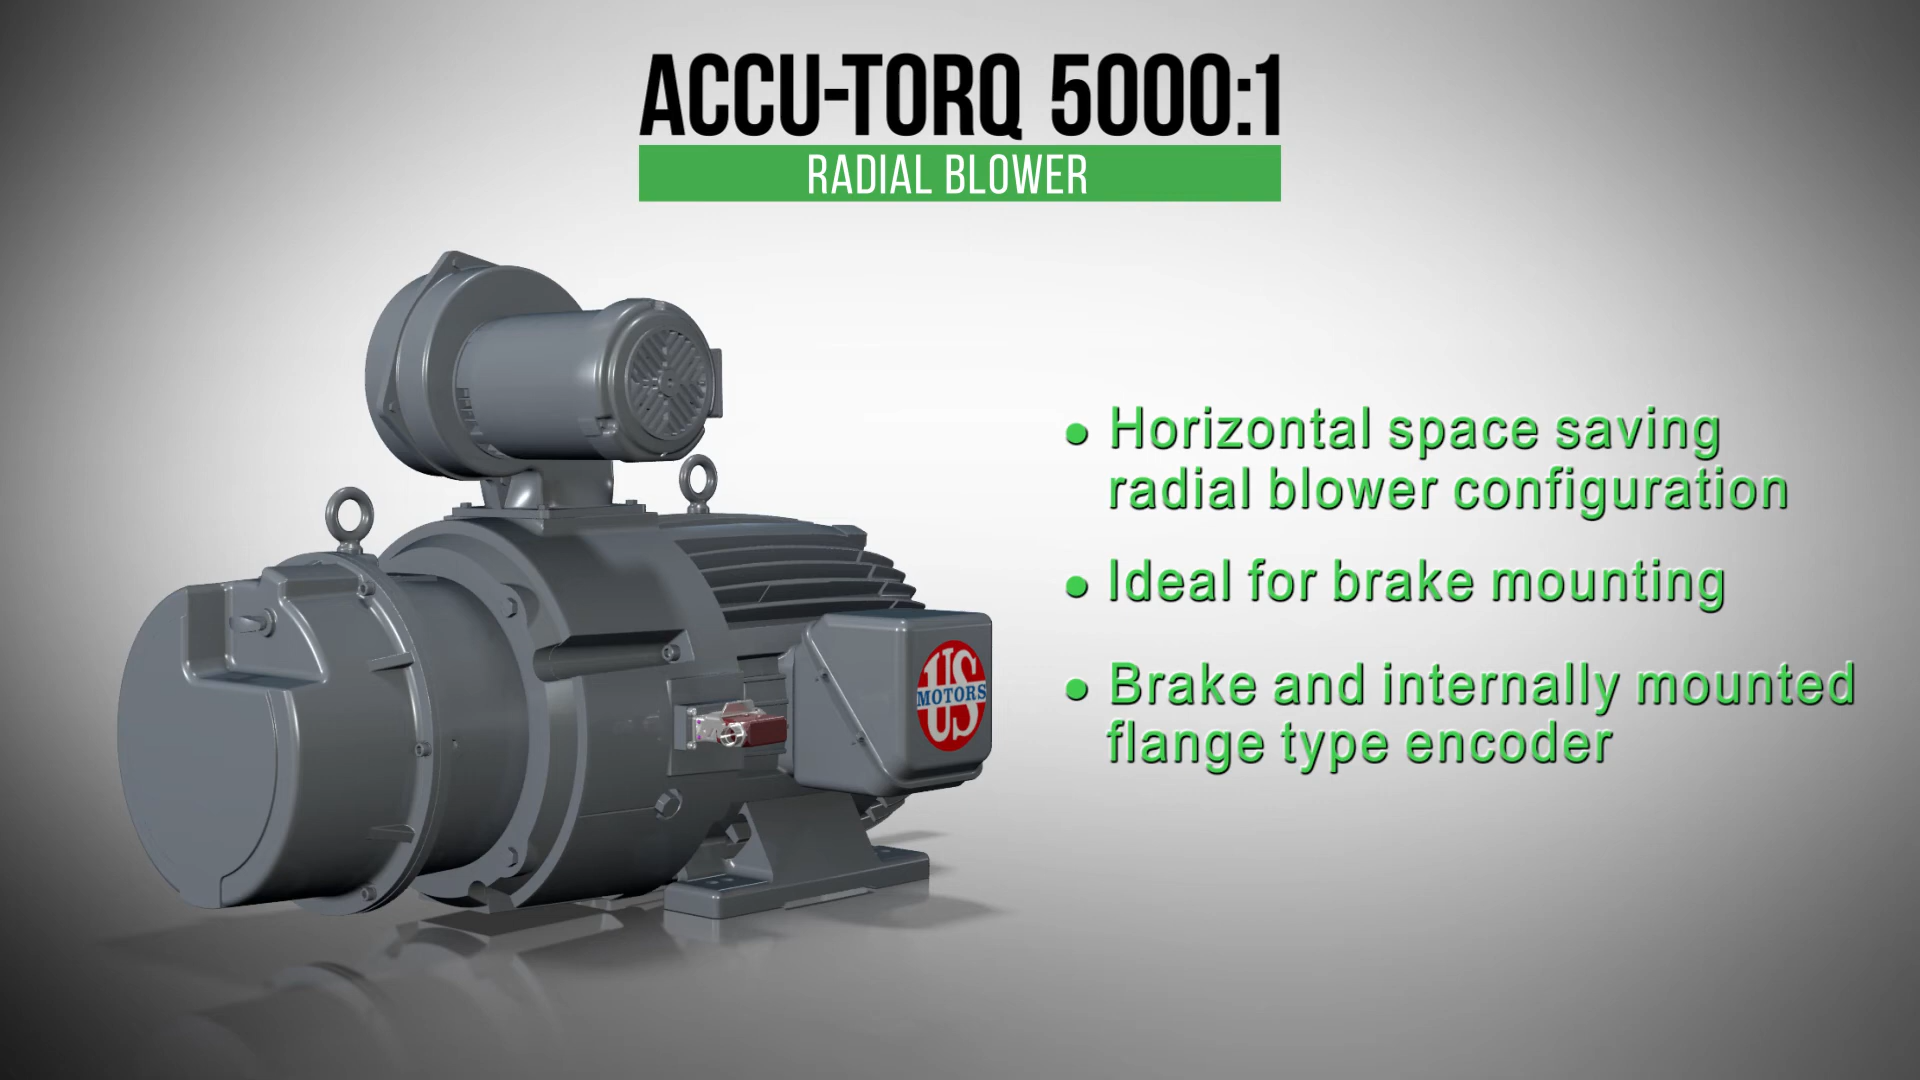 ACCU-TORQ 5000:1
RADIAL BLOWER
• Horizontal space saving
radial blower configuration
• Ideal for brake mounting
• Brake and internally mounted
flange type encoder
US
MOTORS